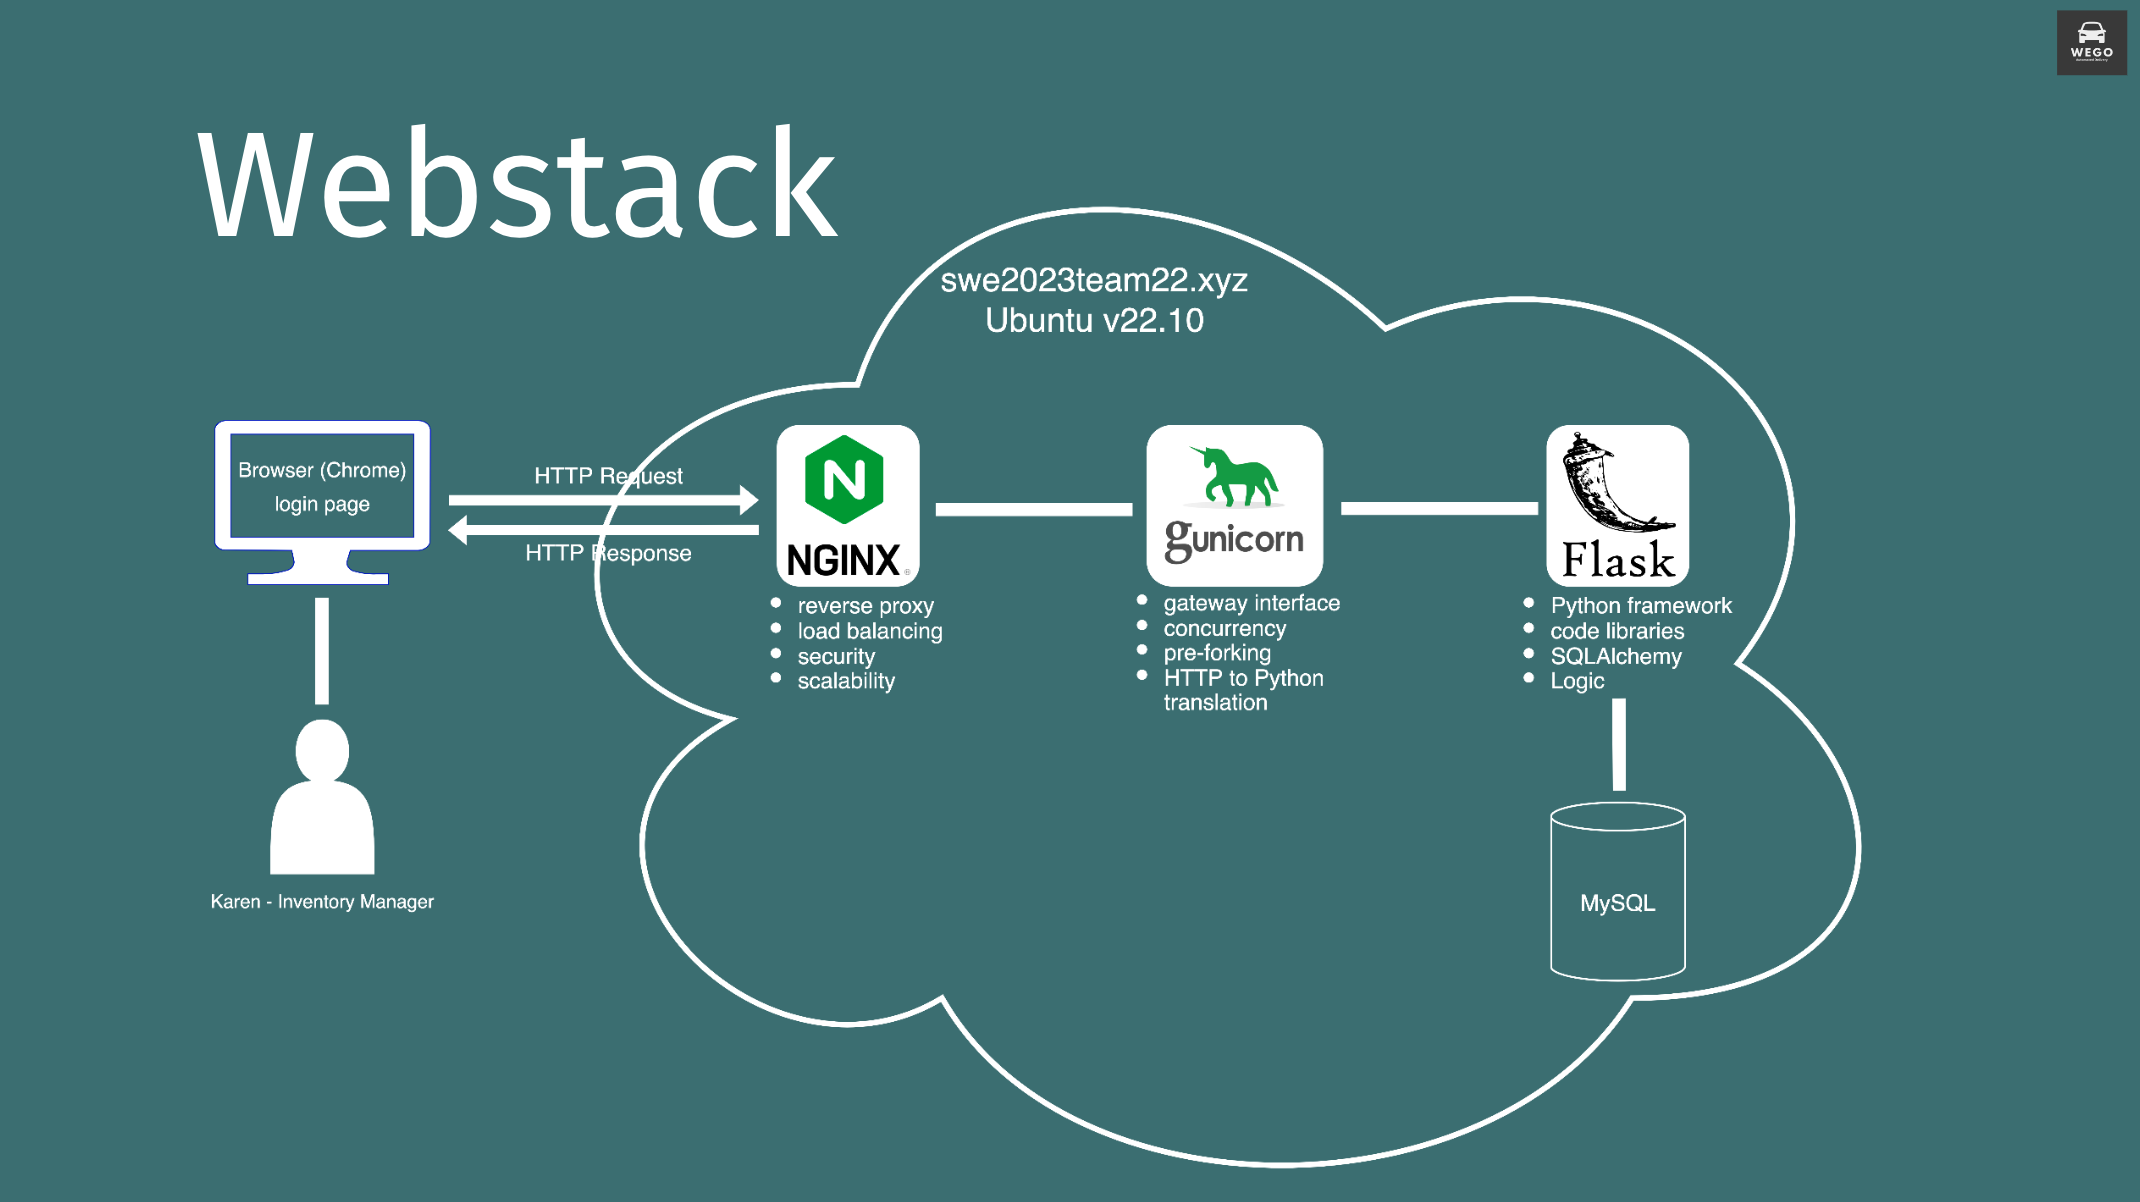 WEGO
Webstack
swe2023team22.xyz
Ubuntu v22.10
Browser (Chrome)
login page
HTTP Request
HTTP Response
NGINX
gunicorn
Flask
reverse proxy
load balancing
security
scalability
gateway interface
concurrency
pre-forking
HTTP to Python
translation
Python framework
code libraries
SQLAlchemy
Logic
MySQL
Karen - Inventory Manager